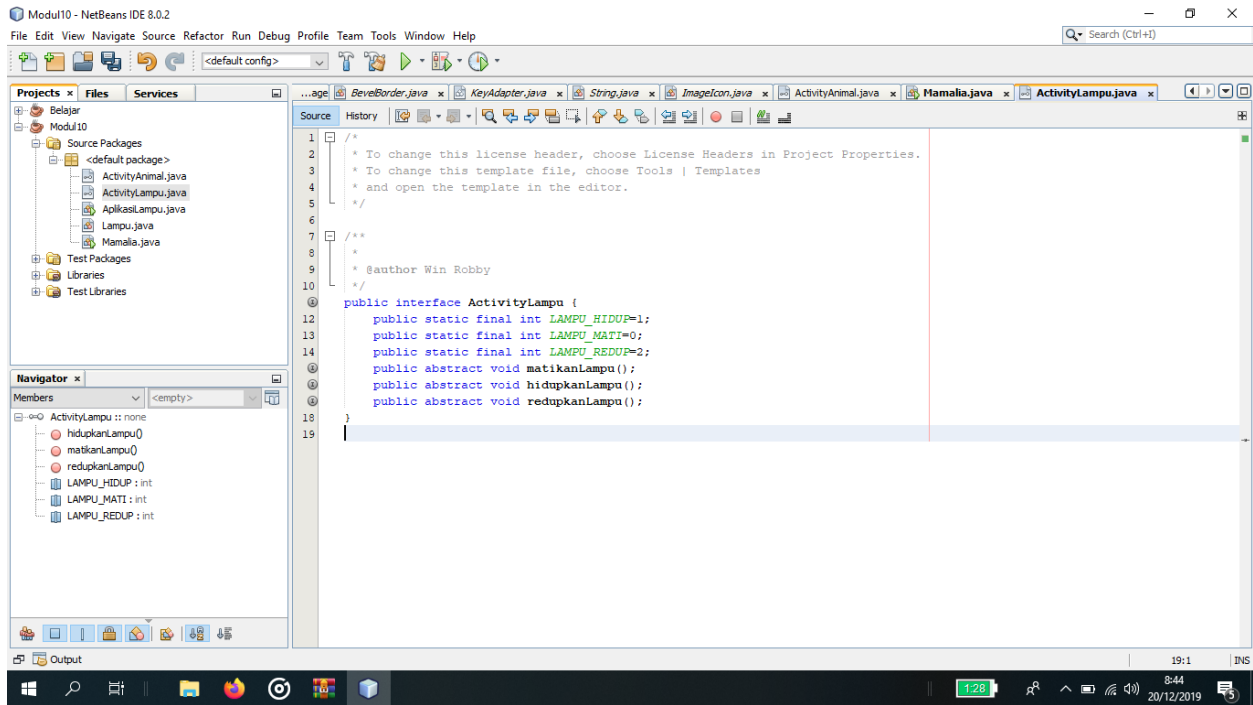 Modul10 - NetBeans IDE 8.0.2
File Edit View Navigate Source Refactor Run Debug Profile Team Tools Window Help
Search (Ctrl+I)
<default config>
Projects x Files Services
...age BevelBorder.java x KeyAdapter.java x String.java x ImageIcon.java x ActivityAnimal.java x Mamalia.java x ActivityLampu.java x
Source History
Belajar
Modul10
Source Packages
<default package>
ActivityAnimal.java
ActivityLampu.java
AplikasiLampu.java
Lampu.java
Mamalia.java
Test Packages
Libraries
Test Libraries
Navigator x
Members <empty>
ActivityLampu :: none
hidupkanLampu()
matikanLampu()
redupkanLampu()
LAMPU_HIDUP : int
LAMPU_MATI : int
LAMPU_REDUP : int
1 /*
2 * To change this license header, choose License Headers in Project Properties.
3 * To change this template file, choose Tools | Templates
4 * and open the template in the editor.
5 */
6
7 /**
8 *
9 * @author Win Robby
10 */
public interface ActivityLampu {
12 public static final int LAMPU_HIDUP=1;
13 public static final int LAMPU_MATI=0;
14 public static final int LAMPU_REDUP=2;
public abstract void matikanLampu();
public abstract void hidupkanLampu();
public abstract void redupkanLampu();
18 }
19
Output
19:1 INS
1:28
8:44
20/12/2019
5